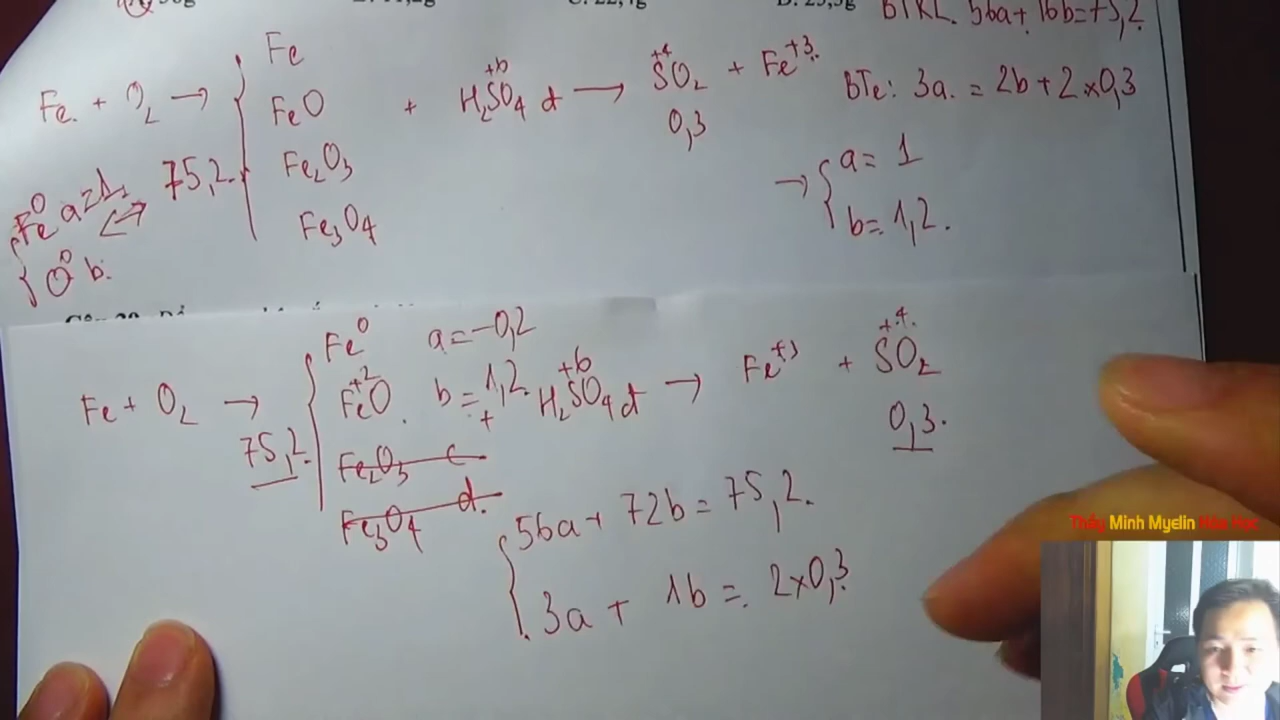 BTKL. 56a + 16b = 75,2
Fe + O2 → Fe + H2SO4 đ → SO2 + Fe+3
FeO
Fe2O3
Fe3O4
+6
+4
0,3
BTe: 3a = 2b + 2×0,3
→ { a = 1
b = 1,2.
75,2
Fe0 a = 1
O0 b.
Fe + O2 → Fe0 a = -0,2
+2
FeO b = 1,2
+ H2SO4 đ → Fe+3 + SO2
+6
+4
75,2
0,3
Fe2O3 c
Fe3O4 d.
56a + 72b = 75,2.
3a + 1b = 2×0,3
Thầy Minh Myelin Hóa Học